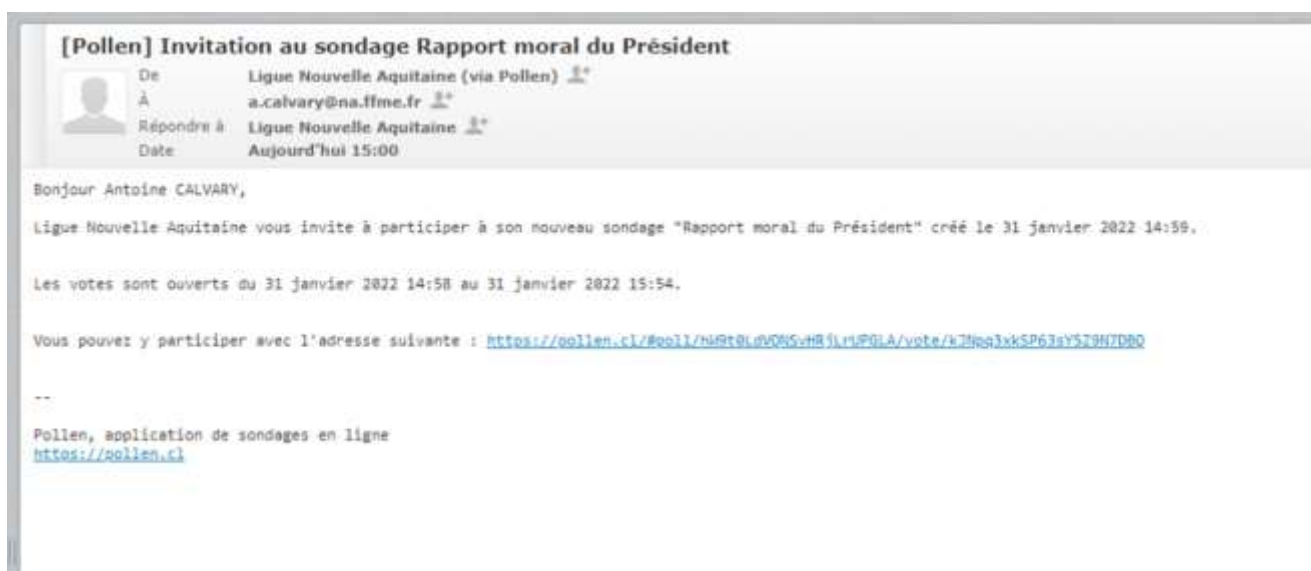 [Pollen] Invitation au sondage Rapport moral du Président
De Ligue Nouvelle Aquitaine (via Pollen)
À a.calvary@na.ffme.fr
Répondre à Ligue Nouvelle Aquitaine
Date Aujourd'hui 15:00
Bonjour Antoine CALVARY,
Ligue Nouvelle Aquitaine vous invite à participer à son nouveau sondage "Rapport moral du Président" créé le 31 janvier 2022 14:59.
Les votes sont ouverts du 31 janvier 2022 14:58 au 31 janvier 2022 15:54.
Vous pouvez y participer avec l'adresse suivante :
--
Pollen, application de sondages en ligne
https://pollen.cl